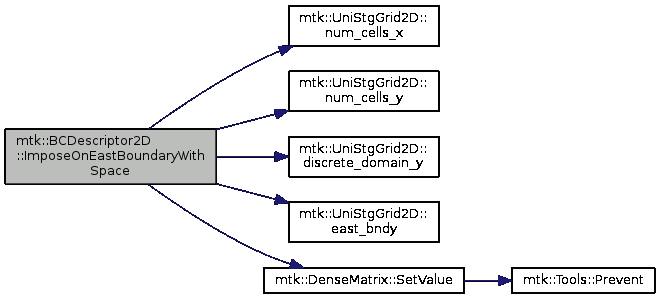 mtk::BCDescriptor2D
::ImposeOnEastBoundaryWith
Space
mtk::UniStgGrid2D::
num_cells_x
mtk::UniStgGrid2D::
num_cells_y
mtk::UniStgGrid2D::
discrete_domain_y
mtk::UniStgGrid2D::
east_bndy
mtk::DenseMatrix::SetValue
mtk::Tools::Prevent